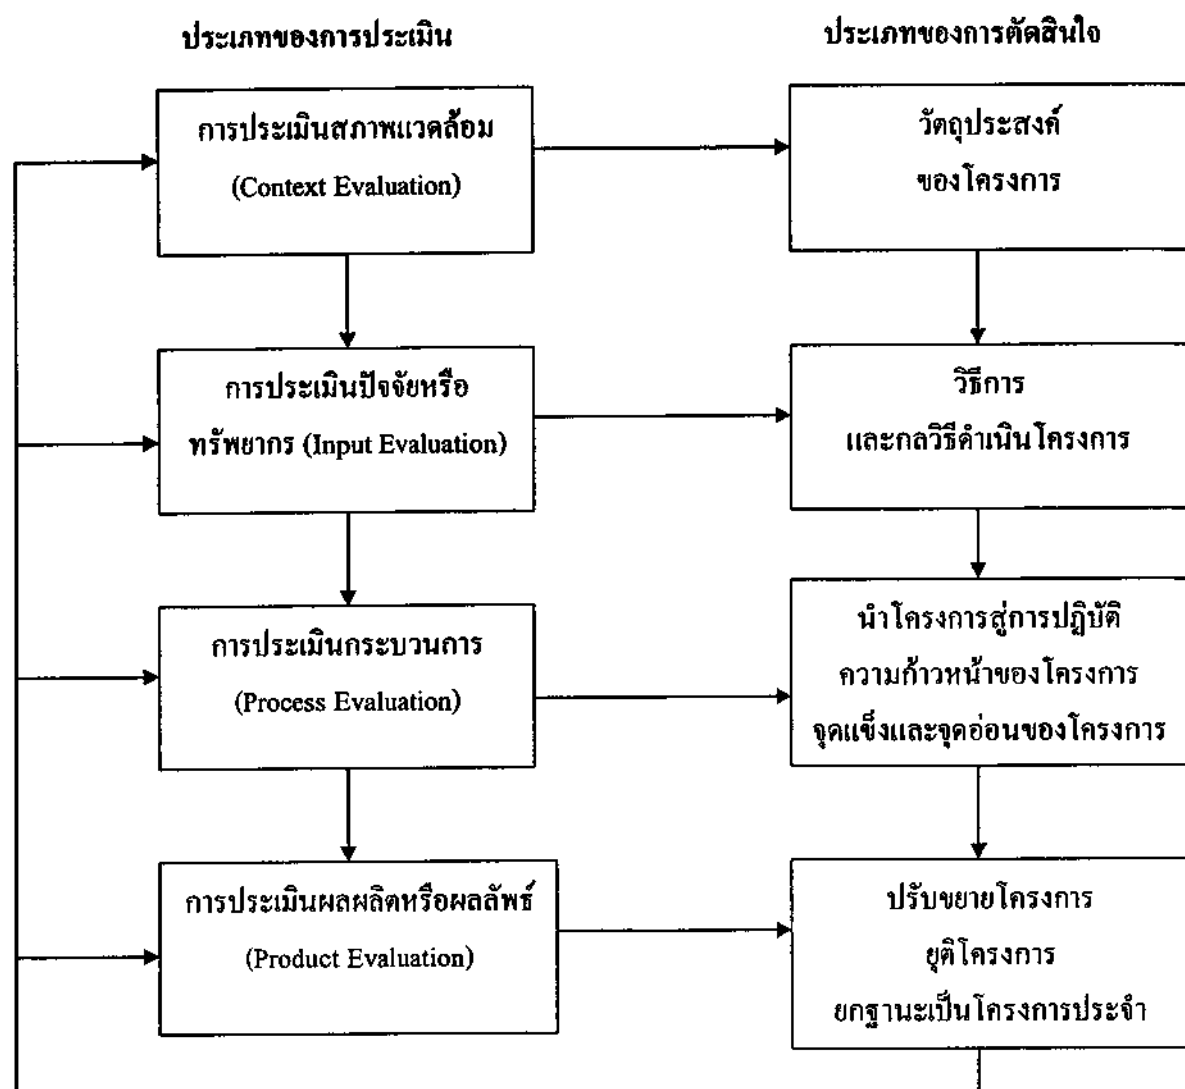 ประเภทของการประเมิน
ประเภทของการตัดสินใจ
การประเมินสภาพแวดล้อม
(Context Evaluation)
วัตถุประสงค์
ของโครงการ
การประเมินปัจจัยหรือ
ทรัพยากร (Input Evaluation)
วิธีการ
และกลวิธีดำเนินโครงการ
การประเมินกระบวนการ
(Process Evaluation)
นำโครงการสู่การปฏิบัติ
ความก้าวหน้าของโครงการ
จุดแข็งและจุดอ่อนของโครงการ
การประเมินผลผลิตหรือผลลัพธ์
(Product Evaluation)
ปรับขยายโครงการ
ยุติโครงการ
ยกฐานะเป็นโครงการประจำ